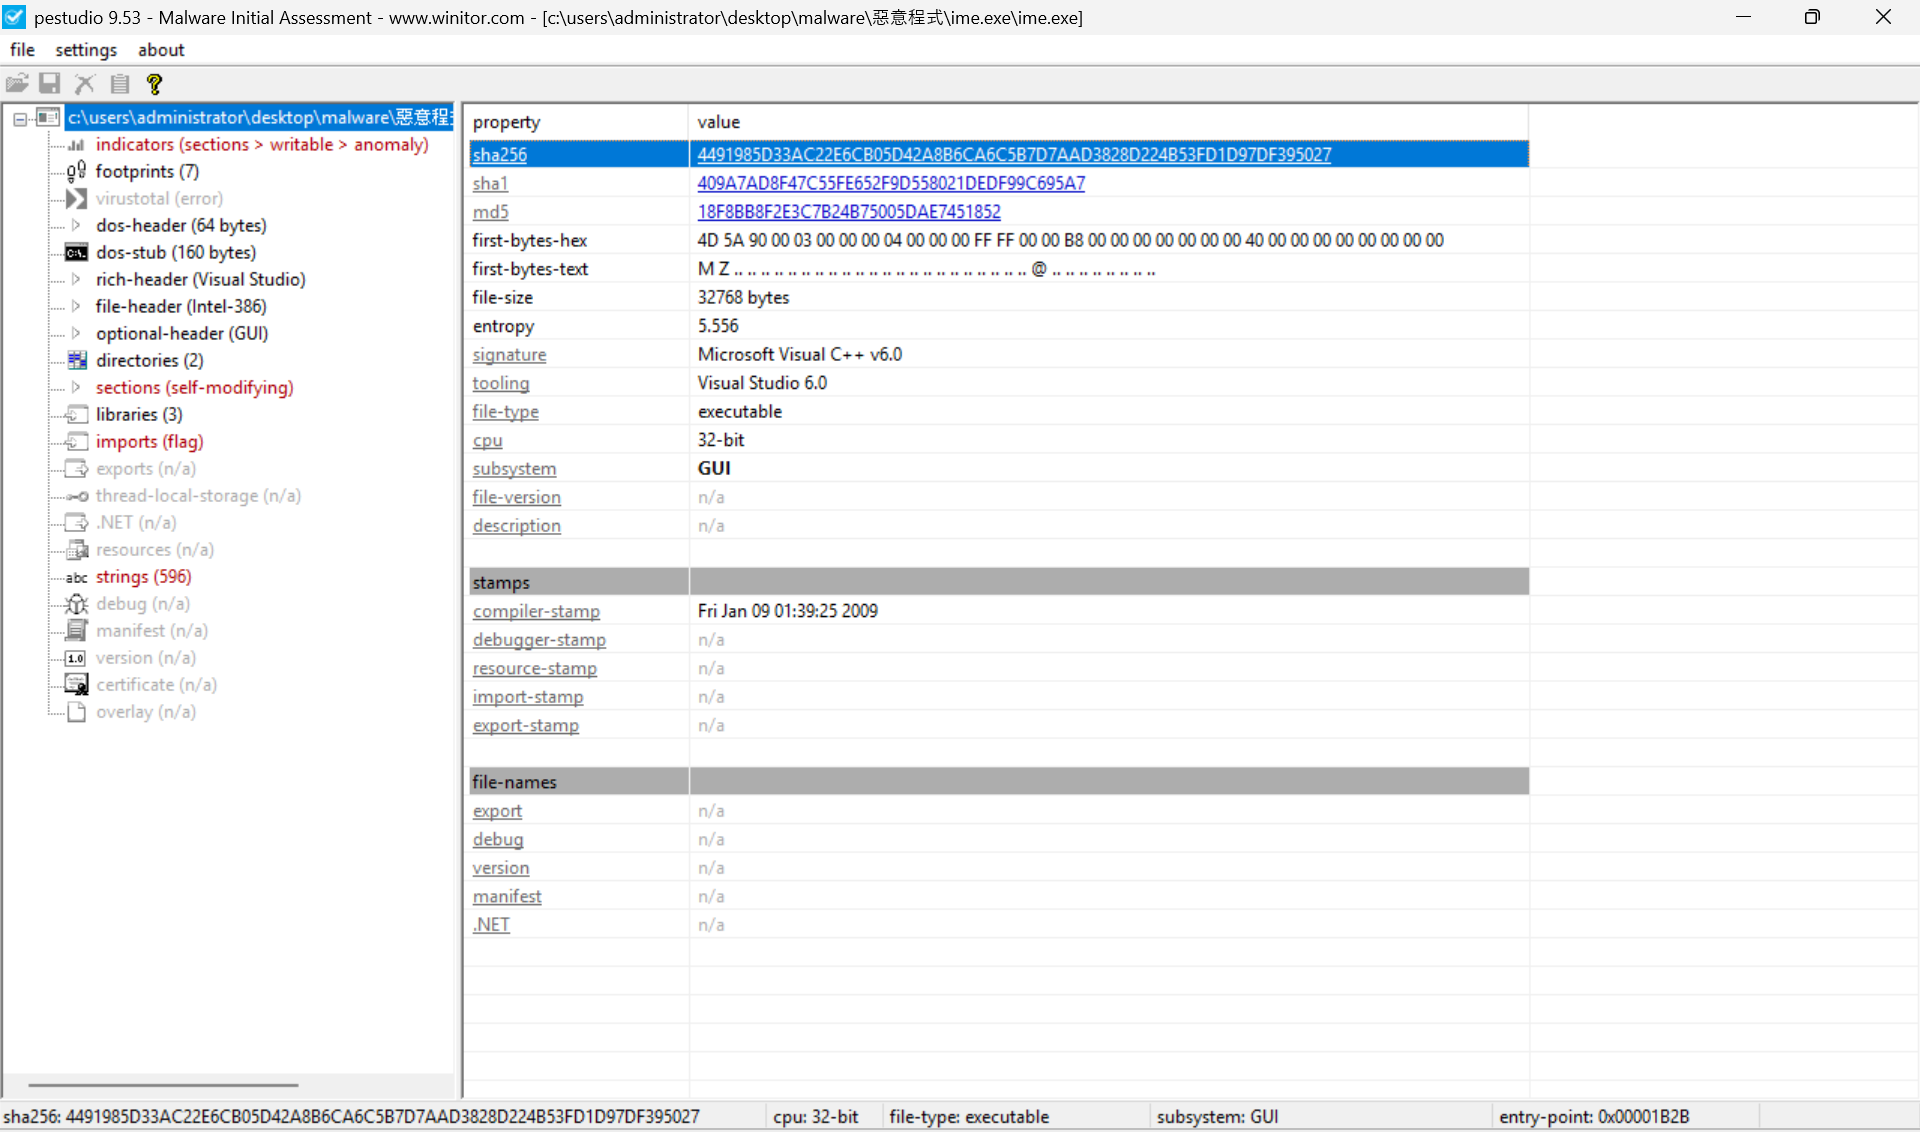 pestudio 9.53 - Malware Initial Assessment - www.winitor.com - [c:\users\administrator\desktop\malware\惡意程式\ime.exe\ime.exe]
file settings about
c:\users\administrator\desktop\malware\惡意程式
indicators (sections > writable > anomaly)
footprints (7)
virustotal (error)
dos-header (64 bytes)
dos-stub (160 bytes)
rich-header (Visual Studio)
file-header (Intel-386)
optional-header (GUI)
directories (2)
sections (self-modifying)
libraries (3)
imports (flag)
exports (n/a)
thread-local-storage (n/a)
.NET (n/a)
resources (n/a)
abc strings (596)
debug (n/a)
manifest (n/a)
1.0 version (n/a)
certificate (n/a)
overlay (n/a)
property value
sha256 4491985D33AC22E6CB05D42A8B6CA6C5B7D7AAD3828D224B53FD1D97DF395027
sha1 409A7AD8F47C55FE652F9D558021DEDF99C695A7
md5 18F8BB8F2E3C7B24B75005DAE7451852
first-bytes-hex 4D 5A 90 00 03 00 00 00 04 00 00 00 FF FF 00 00 B8 00 00 00 00 00 00 00 40 00 00 00 00 00 00 00 00
first-bytes-text M Z .. .. .. .. .. .. .. .. .. .. .. .. .. .. .. .. .. .. .. .. .. .. @ .. .. .. .. .. .. .. ..
file-size 32768 bytes
entropy 5.556
signature Microsoft Visual C++ v6.0
tooling Visual Studio 6.0
file-type executable
cpu 32-bit
subsystem GUI
file-version n/a
description n/a
stamps
compiler-stamp Fri Jan 09 01:39:25 2009
debugger-stamp n/a
resource-stamp n/a
import-stamp n/a
export-stamp n/a
file-names
export n/a
debug n/a
version n/a
manifest n/a
.NET n/a
sha256: 4491985D33AC22E6CB05D42A8B6CA6C5B7D7AAD3828D224B53FD1D97DF395027 cpu: 32-bit file-type: executable subsystem: GUI entry-point: 0x00001B2B